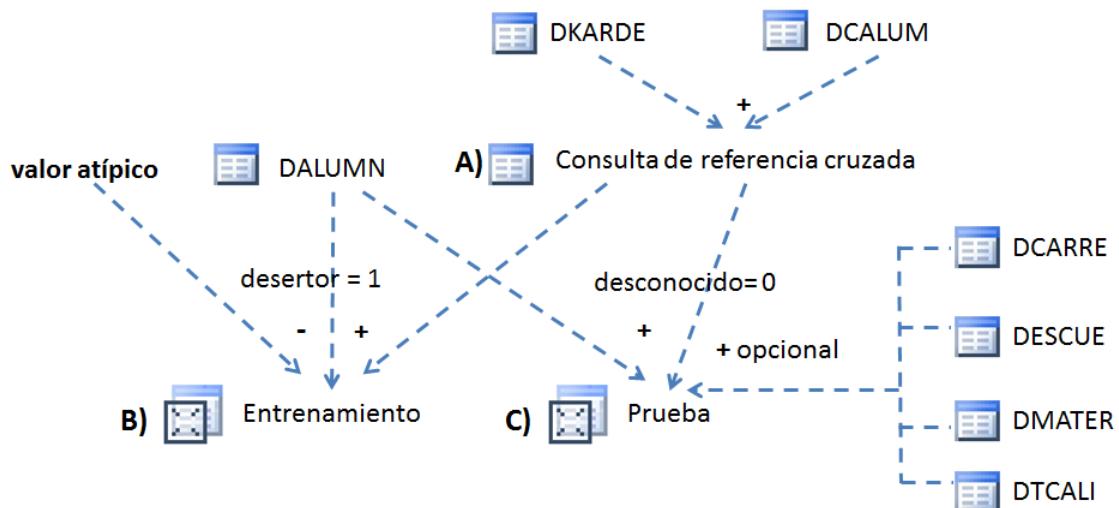 DKARDE
DCALUM
+
valor atípico
DALUMN
A)
Consulta de referencia cruzada
DCARRE
desertor = 1
desconocido= 0
-
+
+
DESCUE
+ opcional
B)
Entrenamiento
C)
Prueba
DMATER
DTCALI